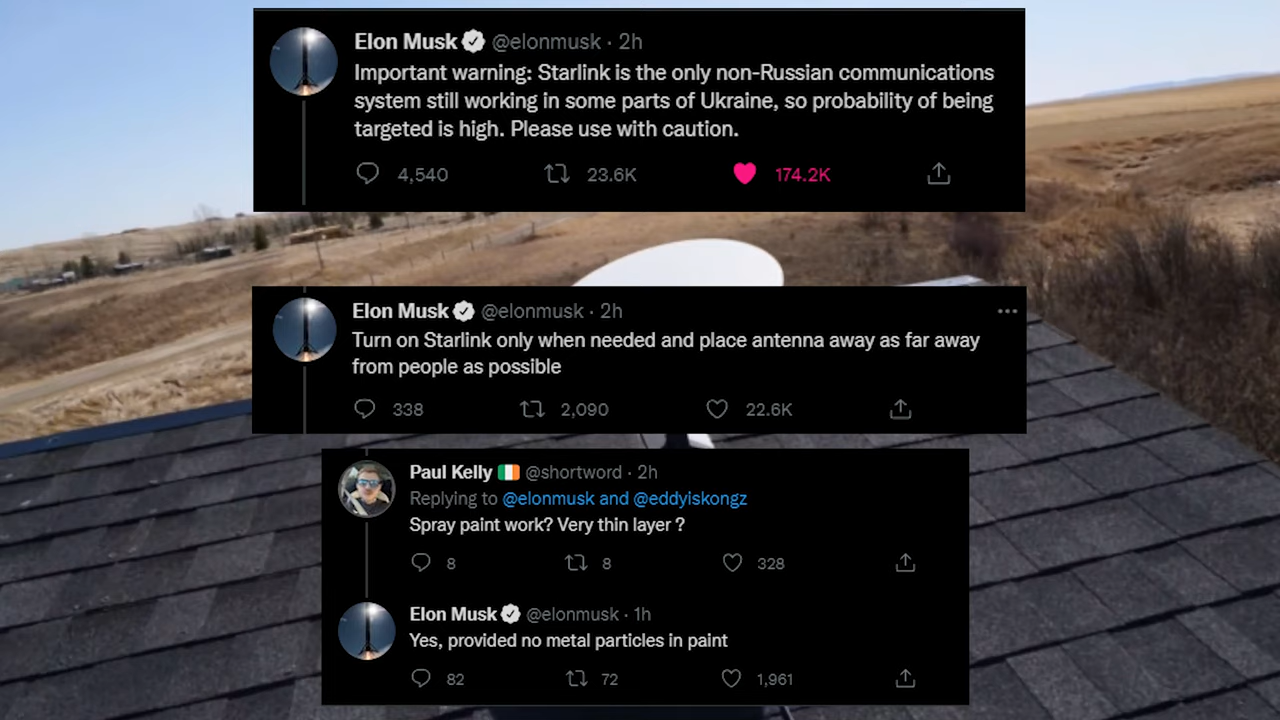 Elon Musk @elonmusk · 2h
Important warning: Starlink is the only non-Russian communications
system still working in some parts of Ukraine, so probability of being
targeted is high. Please use with caution.
4,540 23.6K 174.2K
Elon Musk @elonmusk · 2h
Turn on Starlink only when needed and place antenna away as far away
from people as possible
338 2,090 22.6K
Paul Kelly @shortword · 2h
Replying to @elonmusk and @eddyiskongz
Spray paint work? Very thin layer ?
8 8 328
Elon Musk @elonmusk · 1h
Yes, provided no metal particles in paint
82 72 1,961